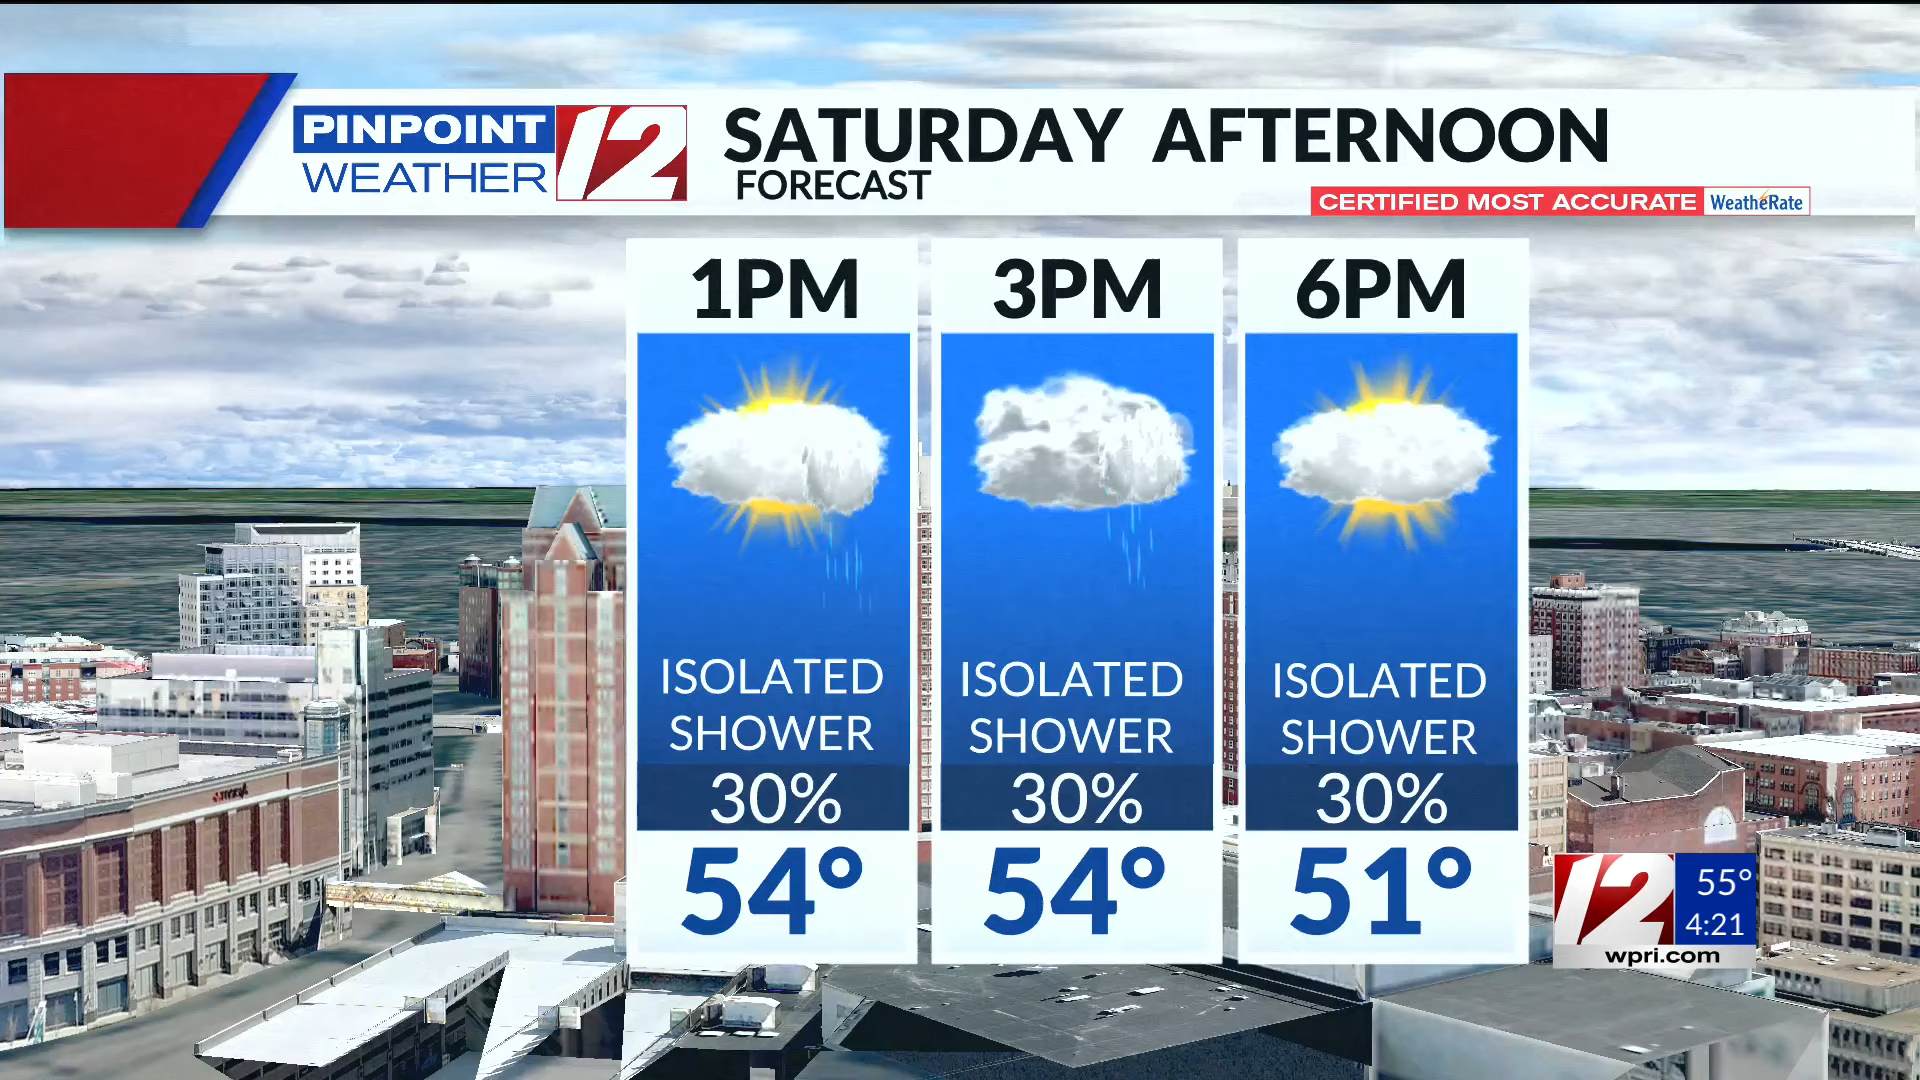 PINPOINT
WEATHER
12
SATURDAY AFTERNOON
FORECAST
CERTIFIED MOST ACCURATE WeatheRate
1PM
ISOLATED
SHOWER
30%
54°
3PM
ISOLATED
SHOWER
30%
54°
6PM
ISOLATED
SHOWER
30%
51°
12
55°
4:21
wpri.com